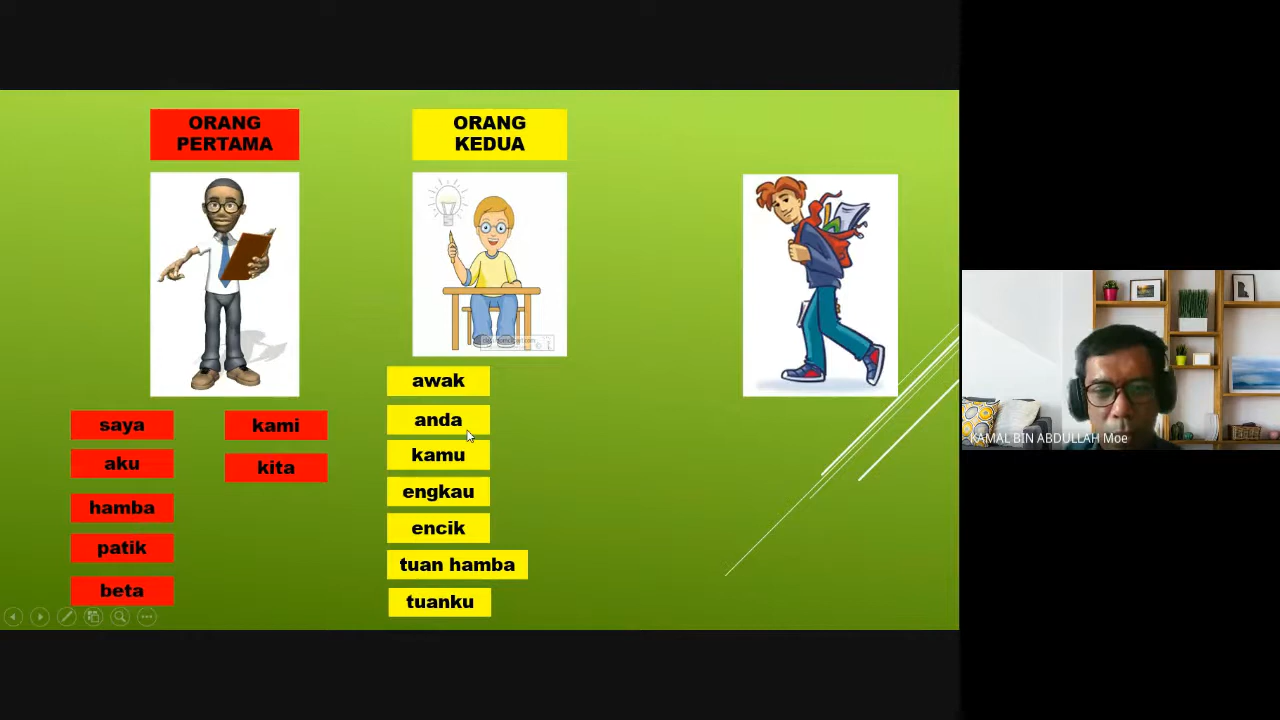 ORANG
PERTAMA
saya
aku
hamba
patik
beta
kami
kita
ORANG
KEDUA
awak
anda
kamu
engkau
encik
tuan hamba
tuanku
KAMAL BIN ABDULLAH Moe